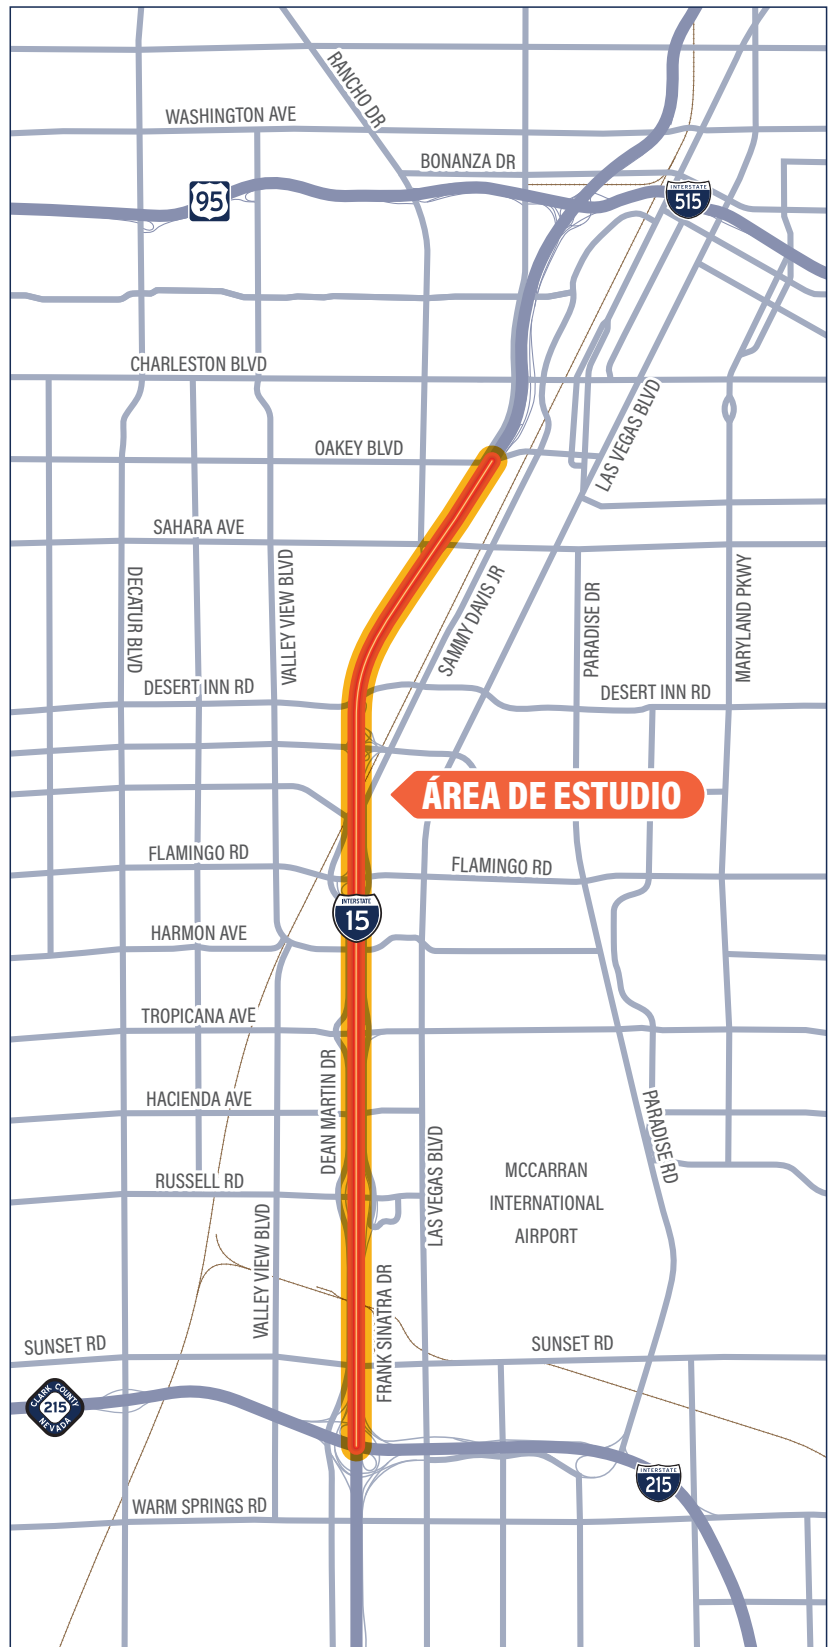 RANCHO DR
WASHINGTON AVE
BONANZA DR
95
INTERSTATE
515
CHARLESTON BLVD
LAS VEGAS BLVD
OAKEY BLVD
SAHARA AVE
DECATUR BLVD
VALLEY VIEW BLVD
SAMMY DAVIS JR
PARADISE DR
MARYLAND PKWY
DESERT INN RD
DESERT INN RD
ÁREA DE ESTUDIO
FLAMINGO RD
FLAMINGO RD
INTERSTATE
15
HARMON AVE
TROPICANA AVE
DEAN MARTIN DR
HACIENDA AVE
PARADISE RD
LAS VEGAS BLVD
MCCARRAN
INTERNATIONAL
AIRPORT
RUSSELL RD
VALLEY VIEW BLVD
FRANK SINATRA DR
SUNSET RD
SUNSET RD
CLARK COUNTY
215
NEVADA
INTERSTATE
215
WARM SPRINGS RD